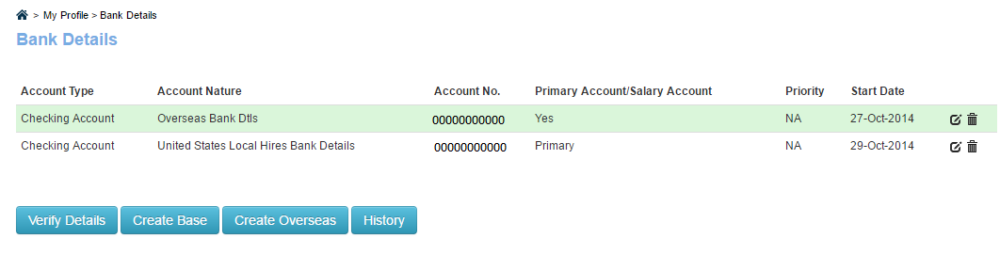 > My Profile > Bank Details
Bank Details
Account Type Account Nature Account No. Primary Account/Salary Account Priority Start Date
Checking Account Overseas Bank Dtls 00000000000 Yes NA 27-Oct-2014
Checking Account United States Local Hires Bank Details 00000000000 Primary NA 29-Oct-2014
Verify Details Create Base Create Overseas History